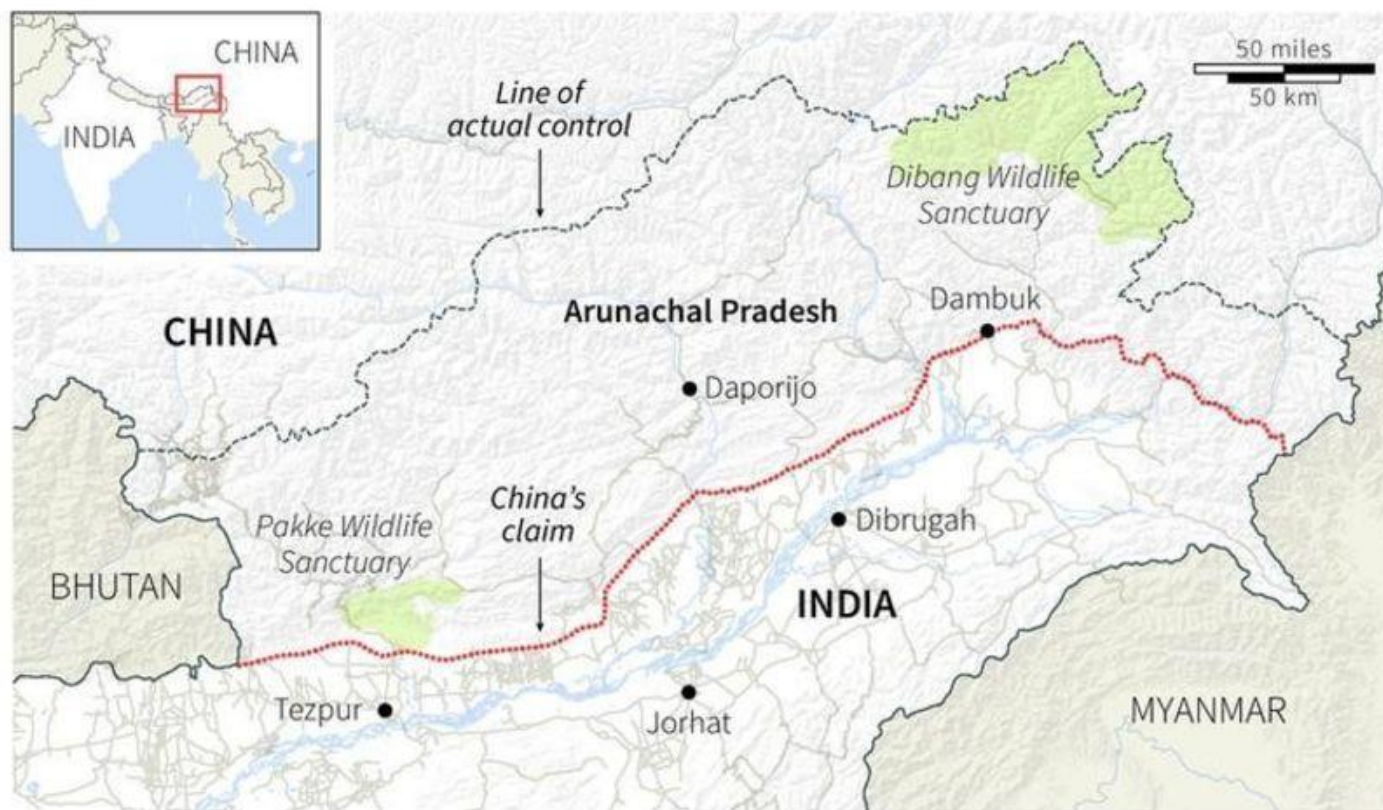 CHINA
INDIA
50 miles
50 km
Line of
actual control
Dibang Wildlife
Sanctuary
CHINA
Arunachal Pradesh
Dambuk
Daporijo
China's
claim
Pakke Wildlife
Sanctuary
Dibrugah
BHUTAN
INDIA
Tezpur
Jorhat
MYANMAR